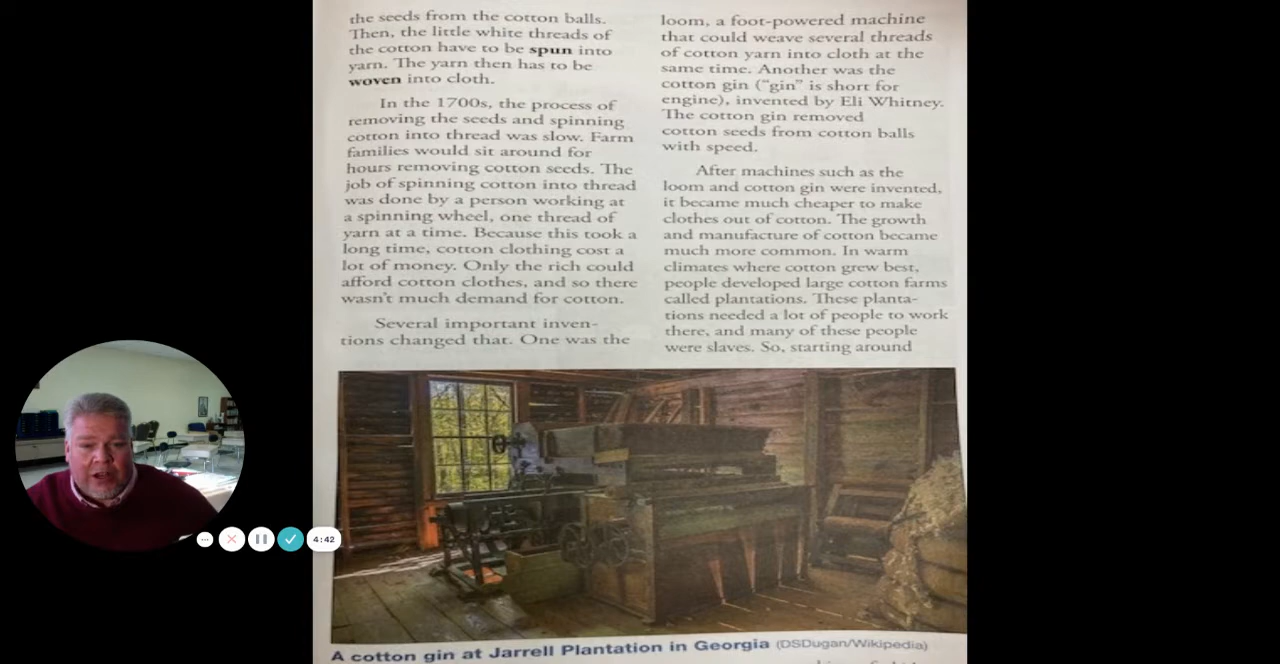 the seeds from the cotton balls.
Then, the little white threads of
the cotton have to be spun into
yarn. The yarn then has to be
woven into cloth.
In the 1700s, the process of
removing the seeds and spinning
cotton into thread was slow. Farm
families would sit around for
hours removing cotton seeds. The
job of spinning cotton into thread
was done by a person working at
a spinning wheel, one thread of
yarn at a time. Because this took a
long time, cotton clothing cost a
lot of money. Only the rich could
afford cotton clothes, and so there
wasn't much demand for cotton.
Several important inven-
tions changed that. One was the
loom, a foot-powered machine
that could weave several threads
of cotton yarn into cloth at the
same time. Another was the
cotton gin ("gin" is short for
engine), invented by Eli Whitney.
The cotton gin removed
cotton seeds from cotton balls
with speed.
After machines such as the
loom and cotton gin were invented,
it became much cheaper to make
clothes out of cotton. The growth
and manufacture of cotton became
much more common. In warm
climates where cotton grew best,
people developed large cotton farms
called plantations. These planta-
tions needed a lot of people to work
there, and many of these people
were slaves. So, starting around
4:42
A cotton gin at Jarrell Plantation in Georgia (DSDugan/Wikipedia)